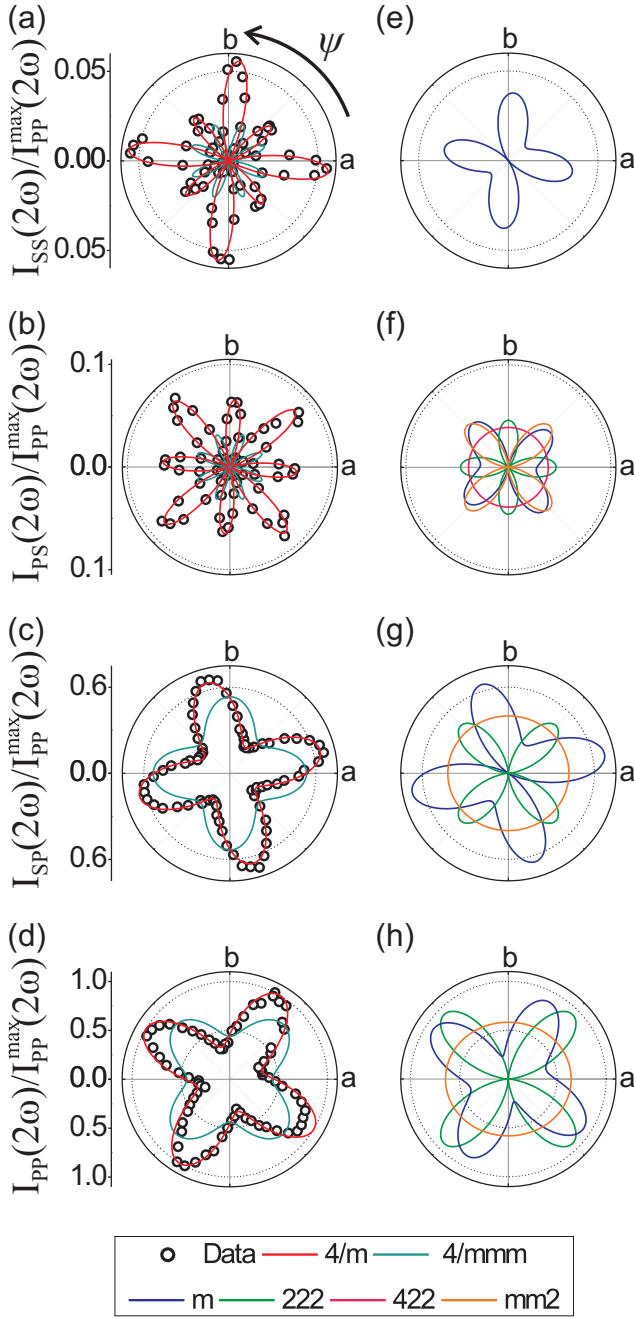 (a)
b
ψ
0.05
0.00
0.05
a
I_SS(2ω)/I_PP^max(2ω)
(e)
b
a
(b)
b
0.1
0.0
0.1
a
I_PS(2ω)/I_PP^max(2ω)
(f)
b
a
(c)
b
0.6
0.0
0.6
a
I_SP(2ω)/I_PP^max(2ω)
(g)
b
a
(d)
b
1.0
0.5
0.0
0.5
1.0
a
I_PP(2ω)/I_PP^max(2ω)
(h)
b
a
Data 4/m 4/mmm
m 222 422 mm2